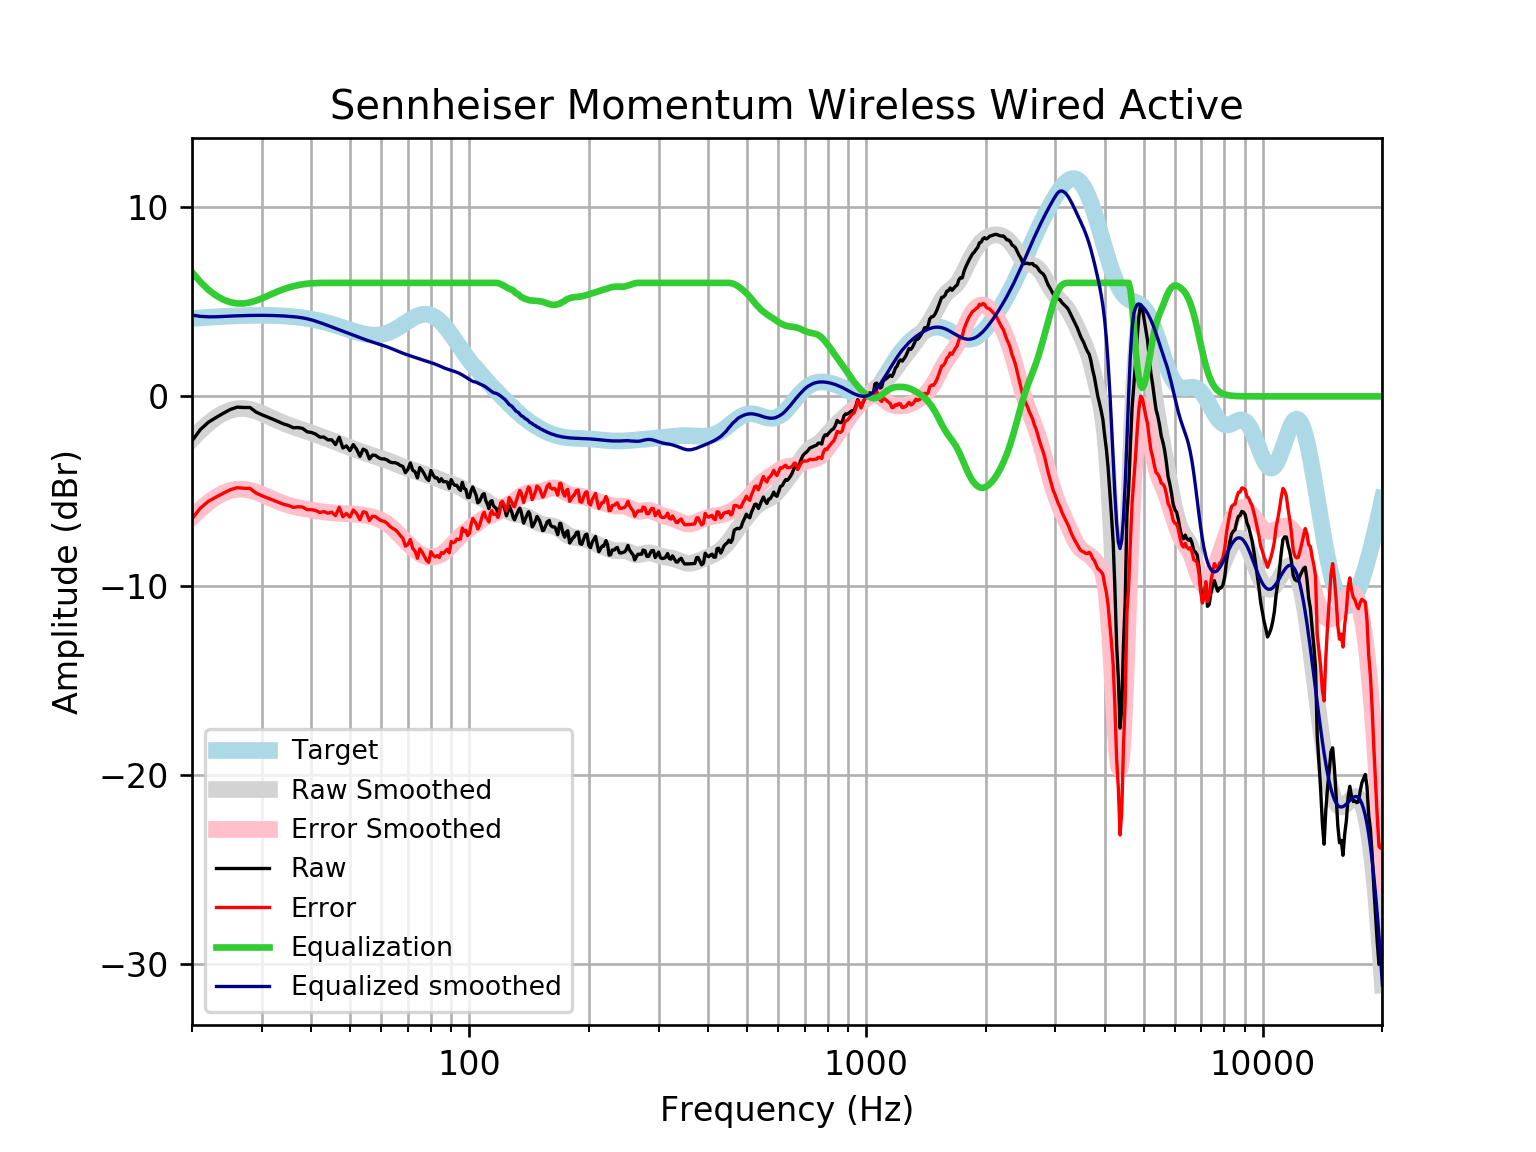 Sennheiser Momentum Wireless Wired Active
10
0
−10
−20
−30
Amplitude (dBr)
Target
Raw Smoothed
Error Smoothed
Raw
Error
Equalization
Equalized smoothed
100 1000 10000
Frequency (Hz)